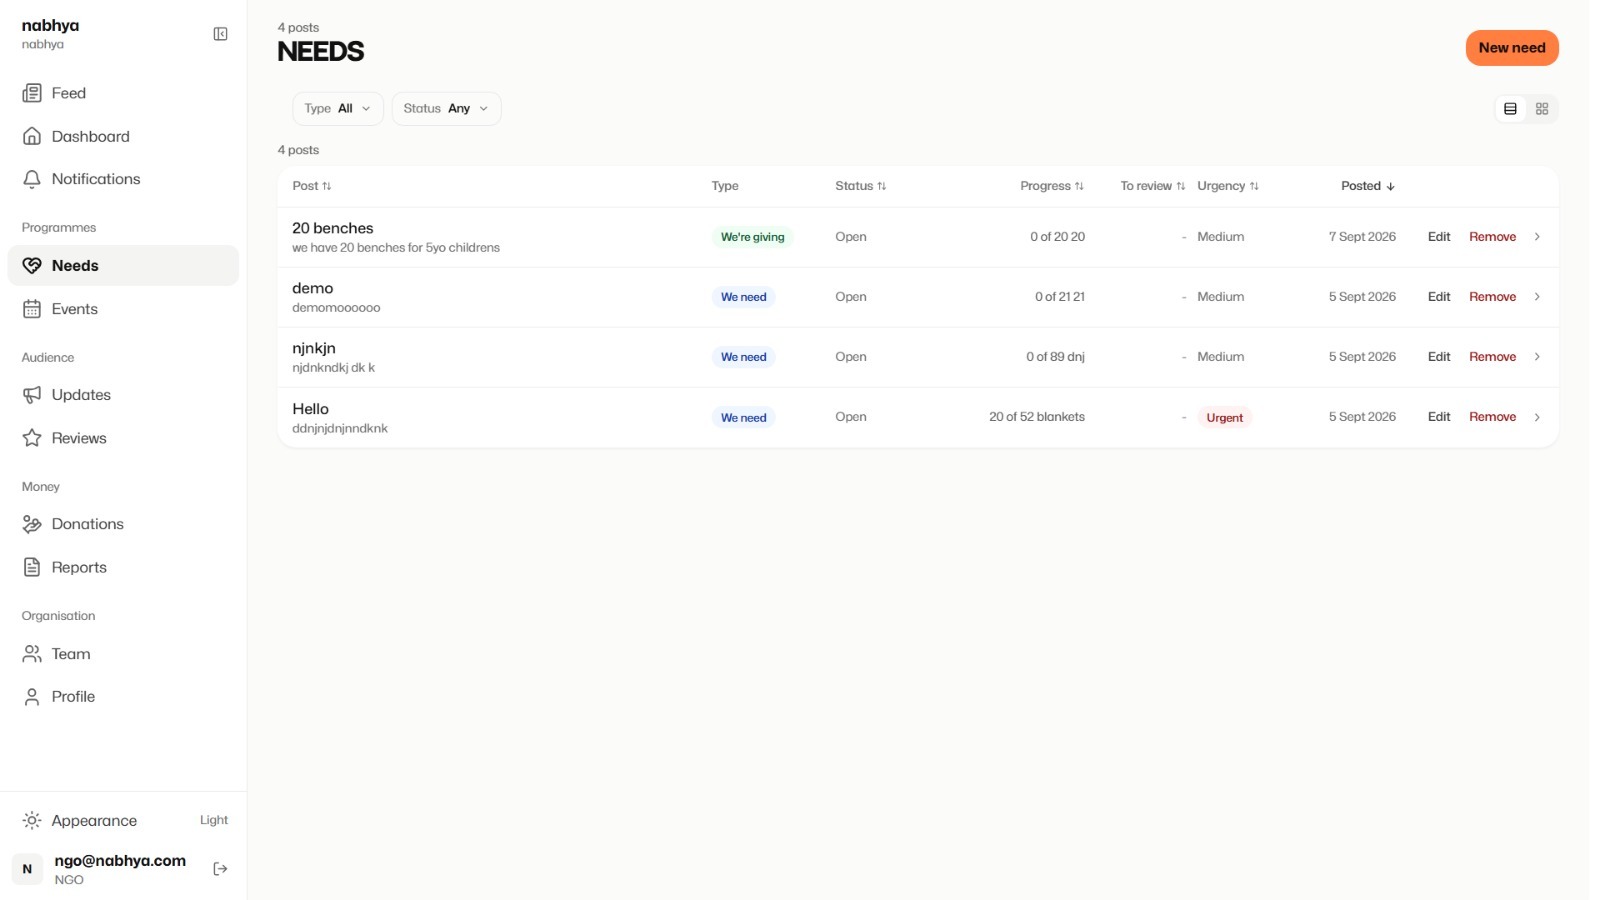 nabhya
nabhya
Feed
Dashboard
Notifications
Programmes
Needs
Events
Audience
Updates
Reviews
Money
Donations
Reports
Organisation
Team
Profile
Appearance Light
N
ngo@nabhya.com
NGO
4 posts
NEEDS
New need
Type All Status Any
4 posts
Post Type Status Progress To review Urgency Posted
20 benches
we have 20 benches for 5yo childrens
We're giving Open 0 of 20 20 - Medium 7 Sept 2026 Edit Remove
demo
demomoooooo
We need Open 0 of 21 21 - Medium 5 Sept 2026 Edit Remove
njnkjn
njdnkndkj dk k
We need Open 0 of 89 dnj - Medium 5 Sept 2026 Edit Remove
Hello
ddnjnjdnjnndknk
We need Open 20 of 52 blankets - Urgent 5 Sept 2026 Edit Remove